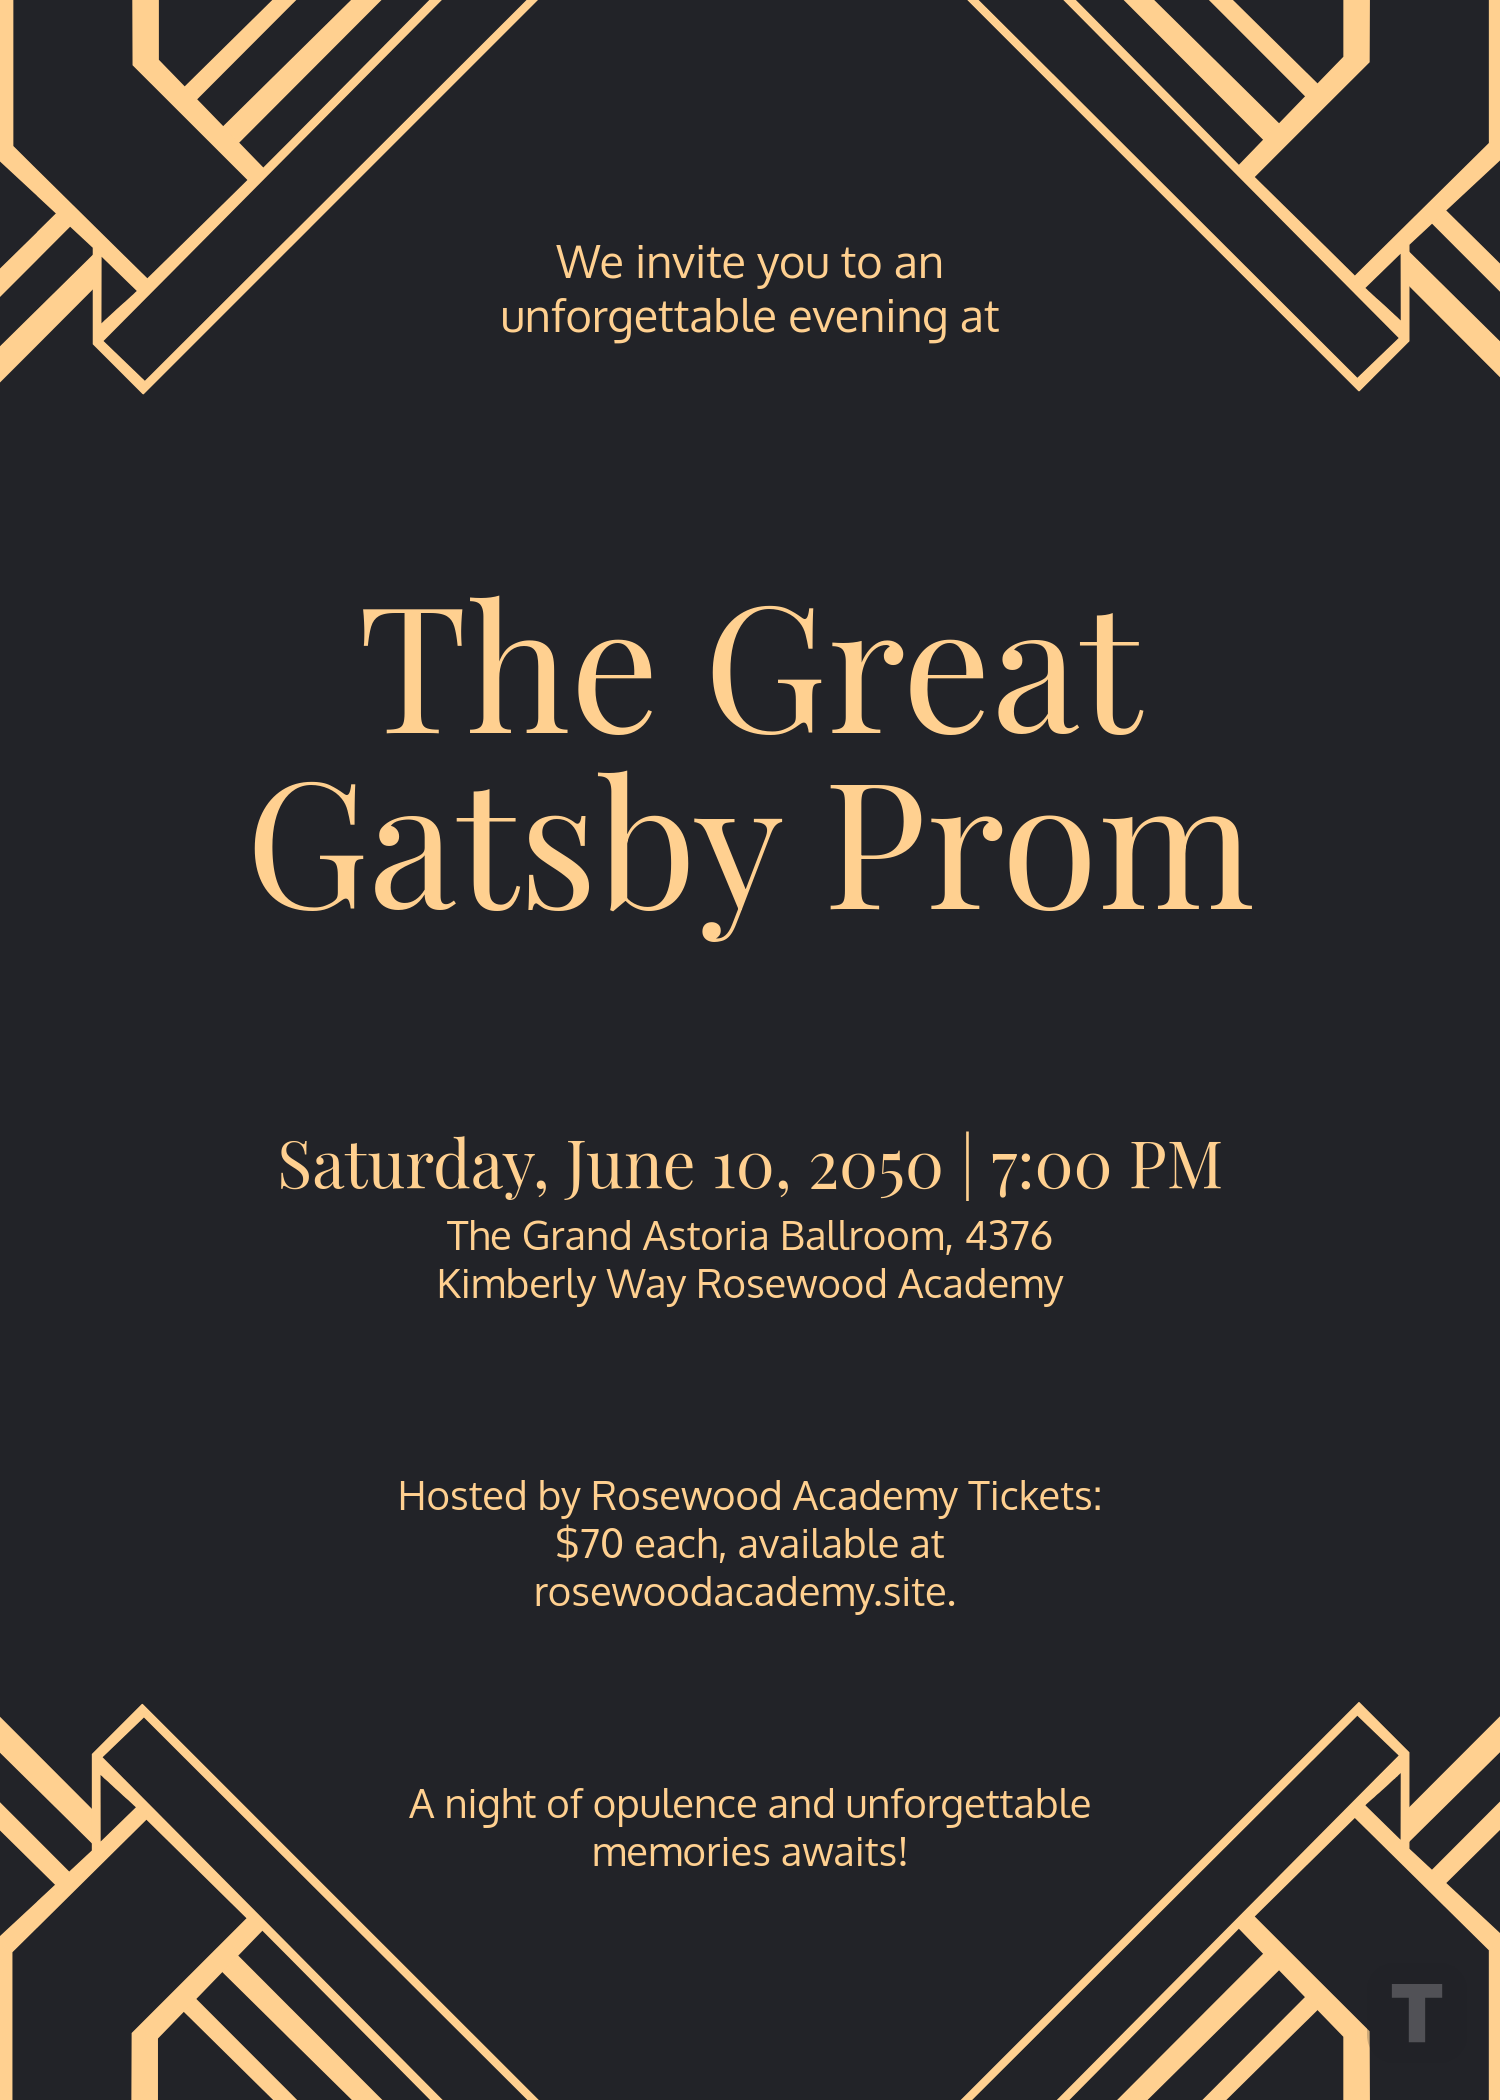 We invite you to an
unforgettable evening at
The Great
Gatsby Prom
Saturday, June 10, 2050 | 7:00 PM
The Grand Astoria Ballroom, 4376
Kimberly Way Rosewood Academy
Hosted by Rosewood Academy Tickets:
$70 each, available at
rosewoodacademy.site.
A night of opulence and unforgettable
memories awaits!
T